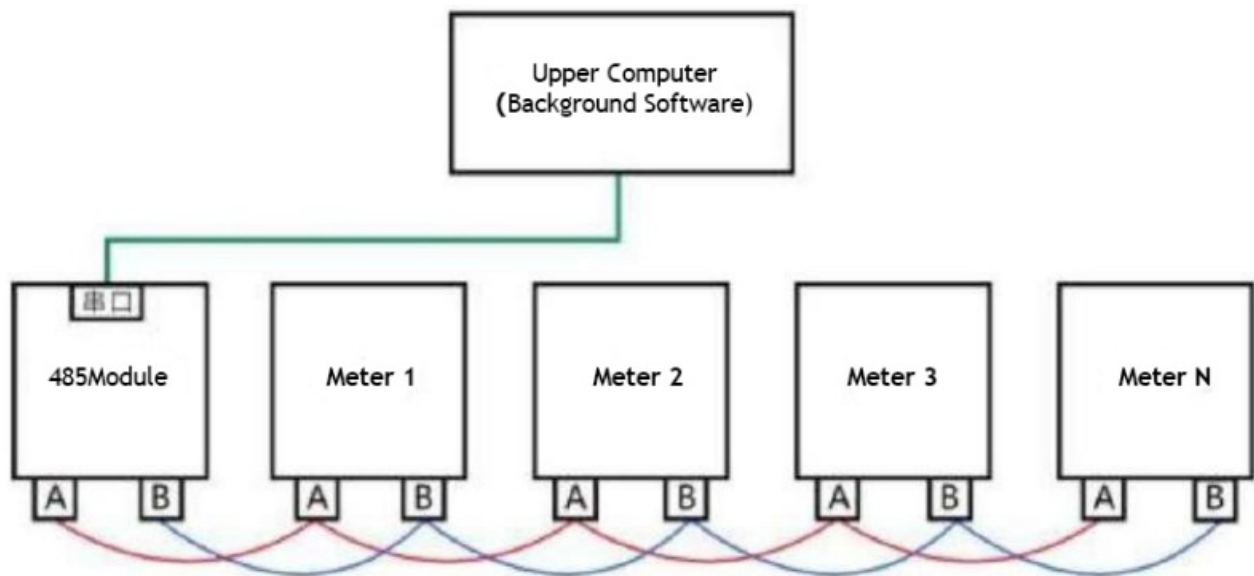 Upper Computer
(Background Software)
串口
485Module
Meter 1
Meter 2
Meter 3
Meter N
A
B
A
B
A
B
A
B
A
B